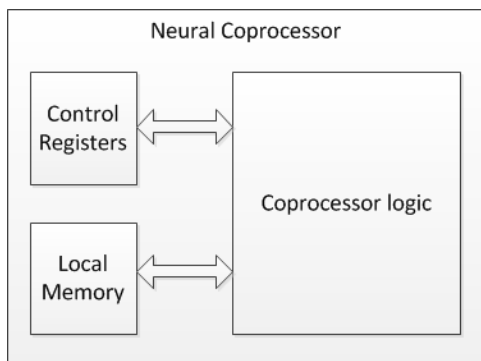 Neural Coprocessor
Control
Registers
Coprocessor logic
Local
Memory